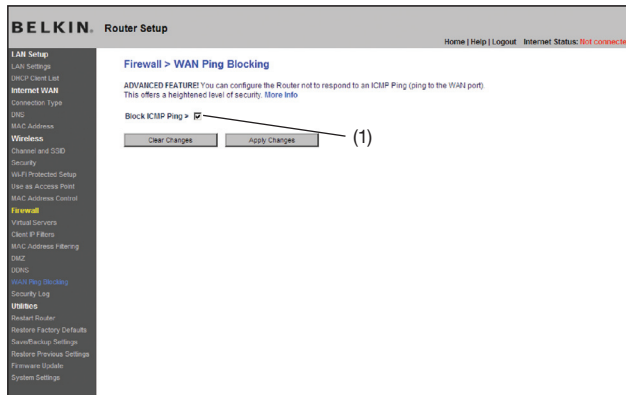 BELKIN. Router Setup
Home | Help | Logout Internet Status: Not connecte
LAN Setup
LAN Settings
DHCP Client List
Internet WAN
Connection Type
DNS
MAC Address
Wireless
Channel and SSID
Security
Wi-Fi Protected Setup
Use as Access Point
MAC Address Control
Firewall
Virtual Servers
Client IP Filters
MAC Address Filtering
DMZ
DDNS
WAN Ping Blocking
Security Log
Utilities
Restart Router
Restore Factory Defaults
Save/Backup Settings
Restore Previous Settings
Firmware Update
System Settings
Firewall > WAN Ping Blocking
ADVANCED FEATURE! You can configure the Router not to respond to an ICMP Ping (ping to the WAN port).
This offers a heightened level of security. More Info
Block ICMP Ping >
(1)
Clear Changes Apply Changes